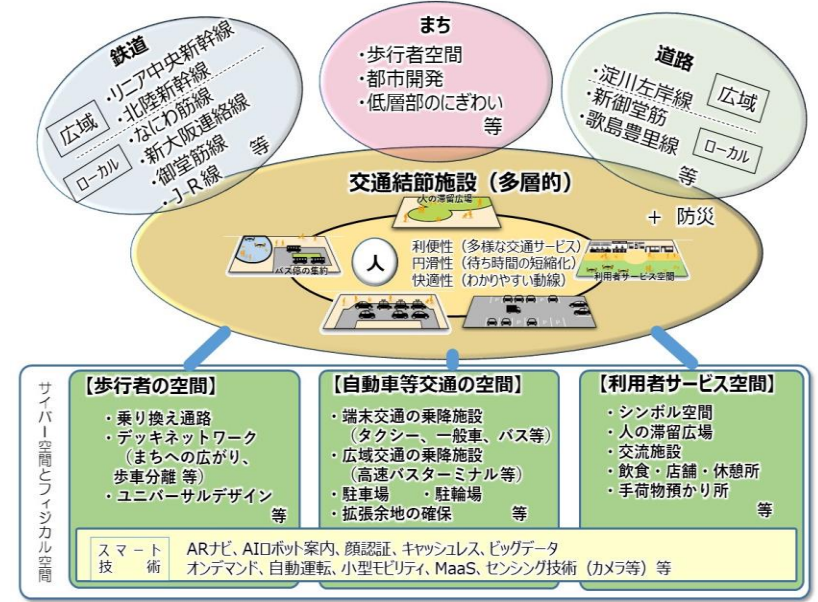 鉄道
広域
・リニア中央新幹線
・北陸新幹線
ローカル
・なにわ筋線
・新大阪連絡線
・御堂筋線
・JR線
等
まち
・歩行者空間
・都市開発
・低層部のにぎわい
等
道路
・淀川左岸線
・新御堂筋
広域
・歌島豊里線
ローカル
等
交通結節施設（多層的）
+ 防災
人の滞留広場
バス停の集約
人
利便性（多様な交通サービス）
円滑性（待ち時間の短縮化）
快適性（わかりやすい動線）
利用者サービス空間
サイバー空間とフィジカル空間
【歩行者の空間】
・乗り換え通路
・デッキネットワーク
（まちへの広がり、
歩車分離 等）
・ユニバーサルデザイン
等
【自動車等交通の空間】
・端末交通の乗降施設
（タクシー、一般車、バス等）
・広域交通の乗降施設
（高速バスターミナル等）
・駐車場 ・駐輪場
・拡張余地の確保 等
【利用者サービス空間】
・シンボル空間
・人の滞留広場
・交流施設
・飲食・店舗・休憩所
・手荷物預かり所
等
スマート
技術
ARナビ、AIロボット案内、顔認証、キャッシュレス、ビッグデータ
オンデマンド、自動運転、小型モビリティ、MaaS、センシング技術（カメラ等）等